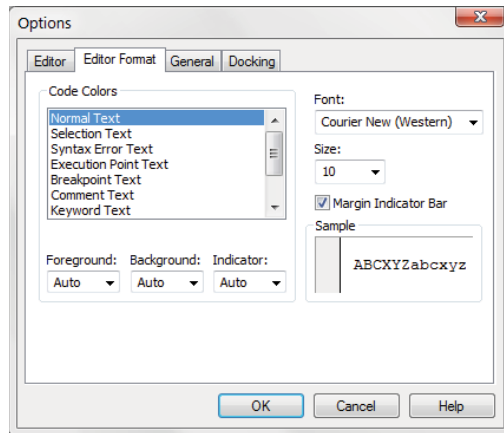 Options
Editor
Editor Format
General
Docking
Code Colors
Normal Text
Selection Text
Syntax Error Text
Execution Point Text
Breakpoint Text
Comment Text
Keyword Text
Foreground: Background: Indicator:
Auto Auto Auto
Font:
Courier New (Western)
Size:
10
Margin Indicator Bar
Sample
ABCXYZabcxyz
OK Cancel Help